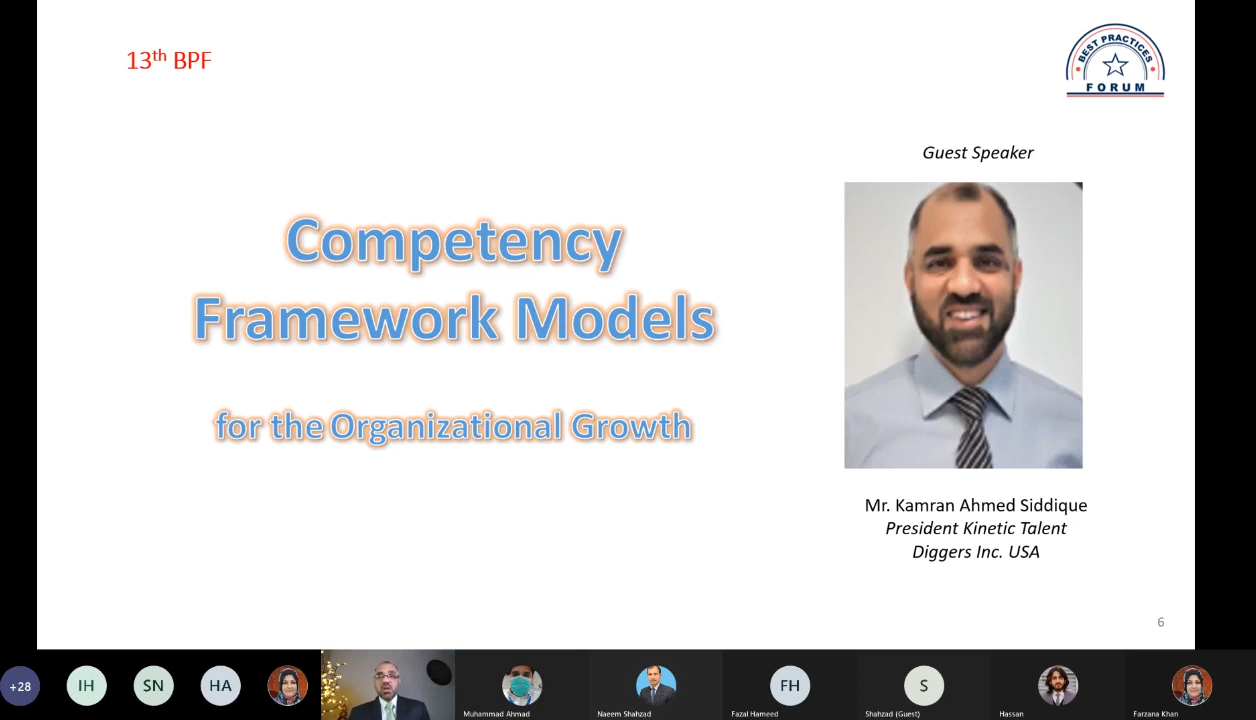 13th BPF
BEST PRACTICES
FORUM
Guest Speaker
Competency
Framework Models
for the Organizational Growth
Mr. Kamran Ahmed Siddique
President Kinetic Talent
Diggers Inc. USA
6
+28
IH
SN
HA
FH
S
Muhammad Ahmad
Naeem Shahzad
Fazal Hameed
Shahzad (Guest)
Hassan
Farzana Khan